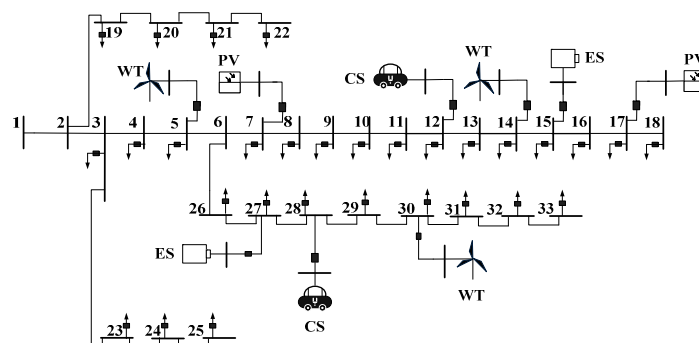 19 20 21 22
WT PV CS WT ES PV
1 2 3 4 5 6 7 8 9 10 11 12 13 14 15 16 17 18
26 27 28 29 30 31 32 33
ES
CS
WT
23 24 25